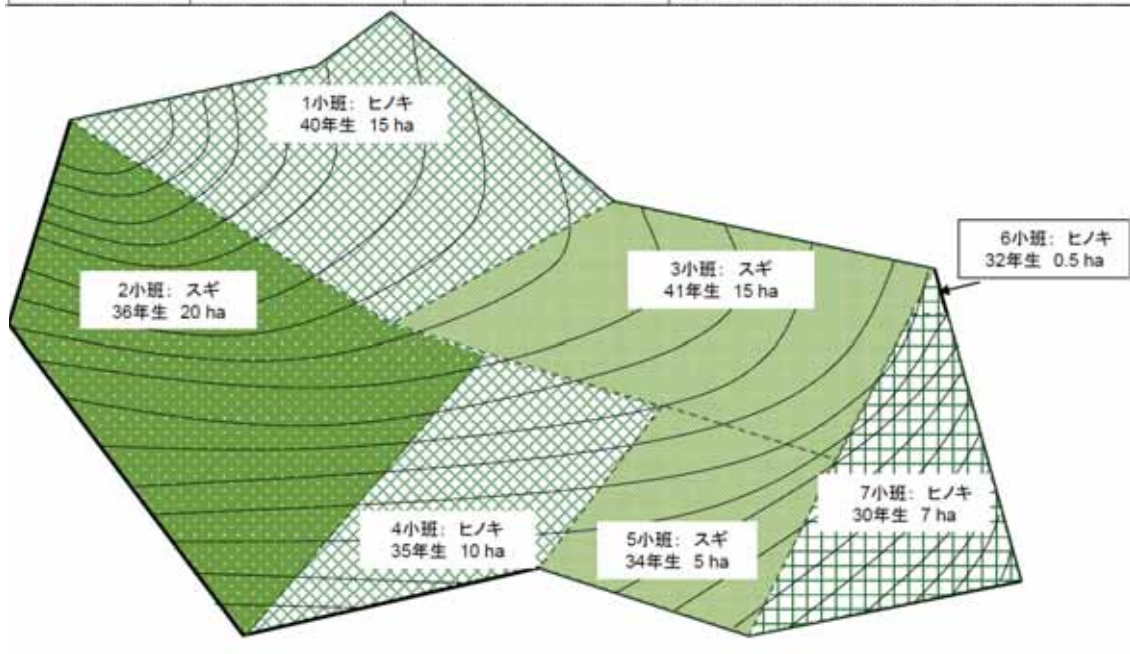 1小班： ヒノキ
40年生 15 ha
2小班： スギ
36年生 20 ha
3小班： スギ
41年生 15 ha
6小班： ヒノキ
32年生 0.5 ha
4小班： ヒノキ
35年生 10 ha
5小班： スギ
34年生 5 ha
7小班： ヒノキ
30年生 7 ha